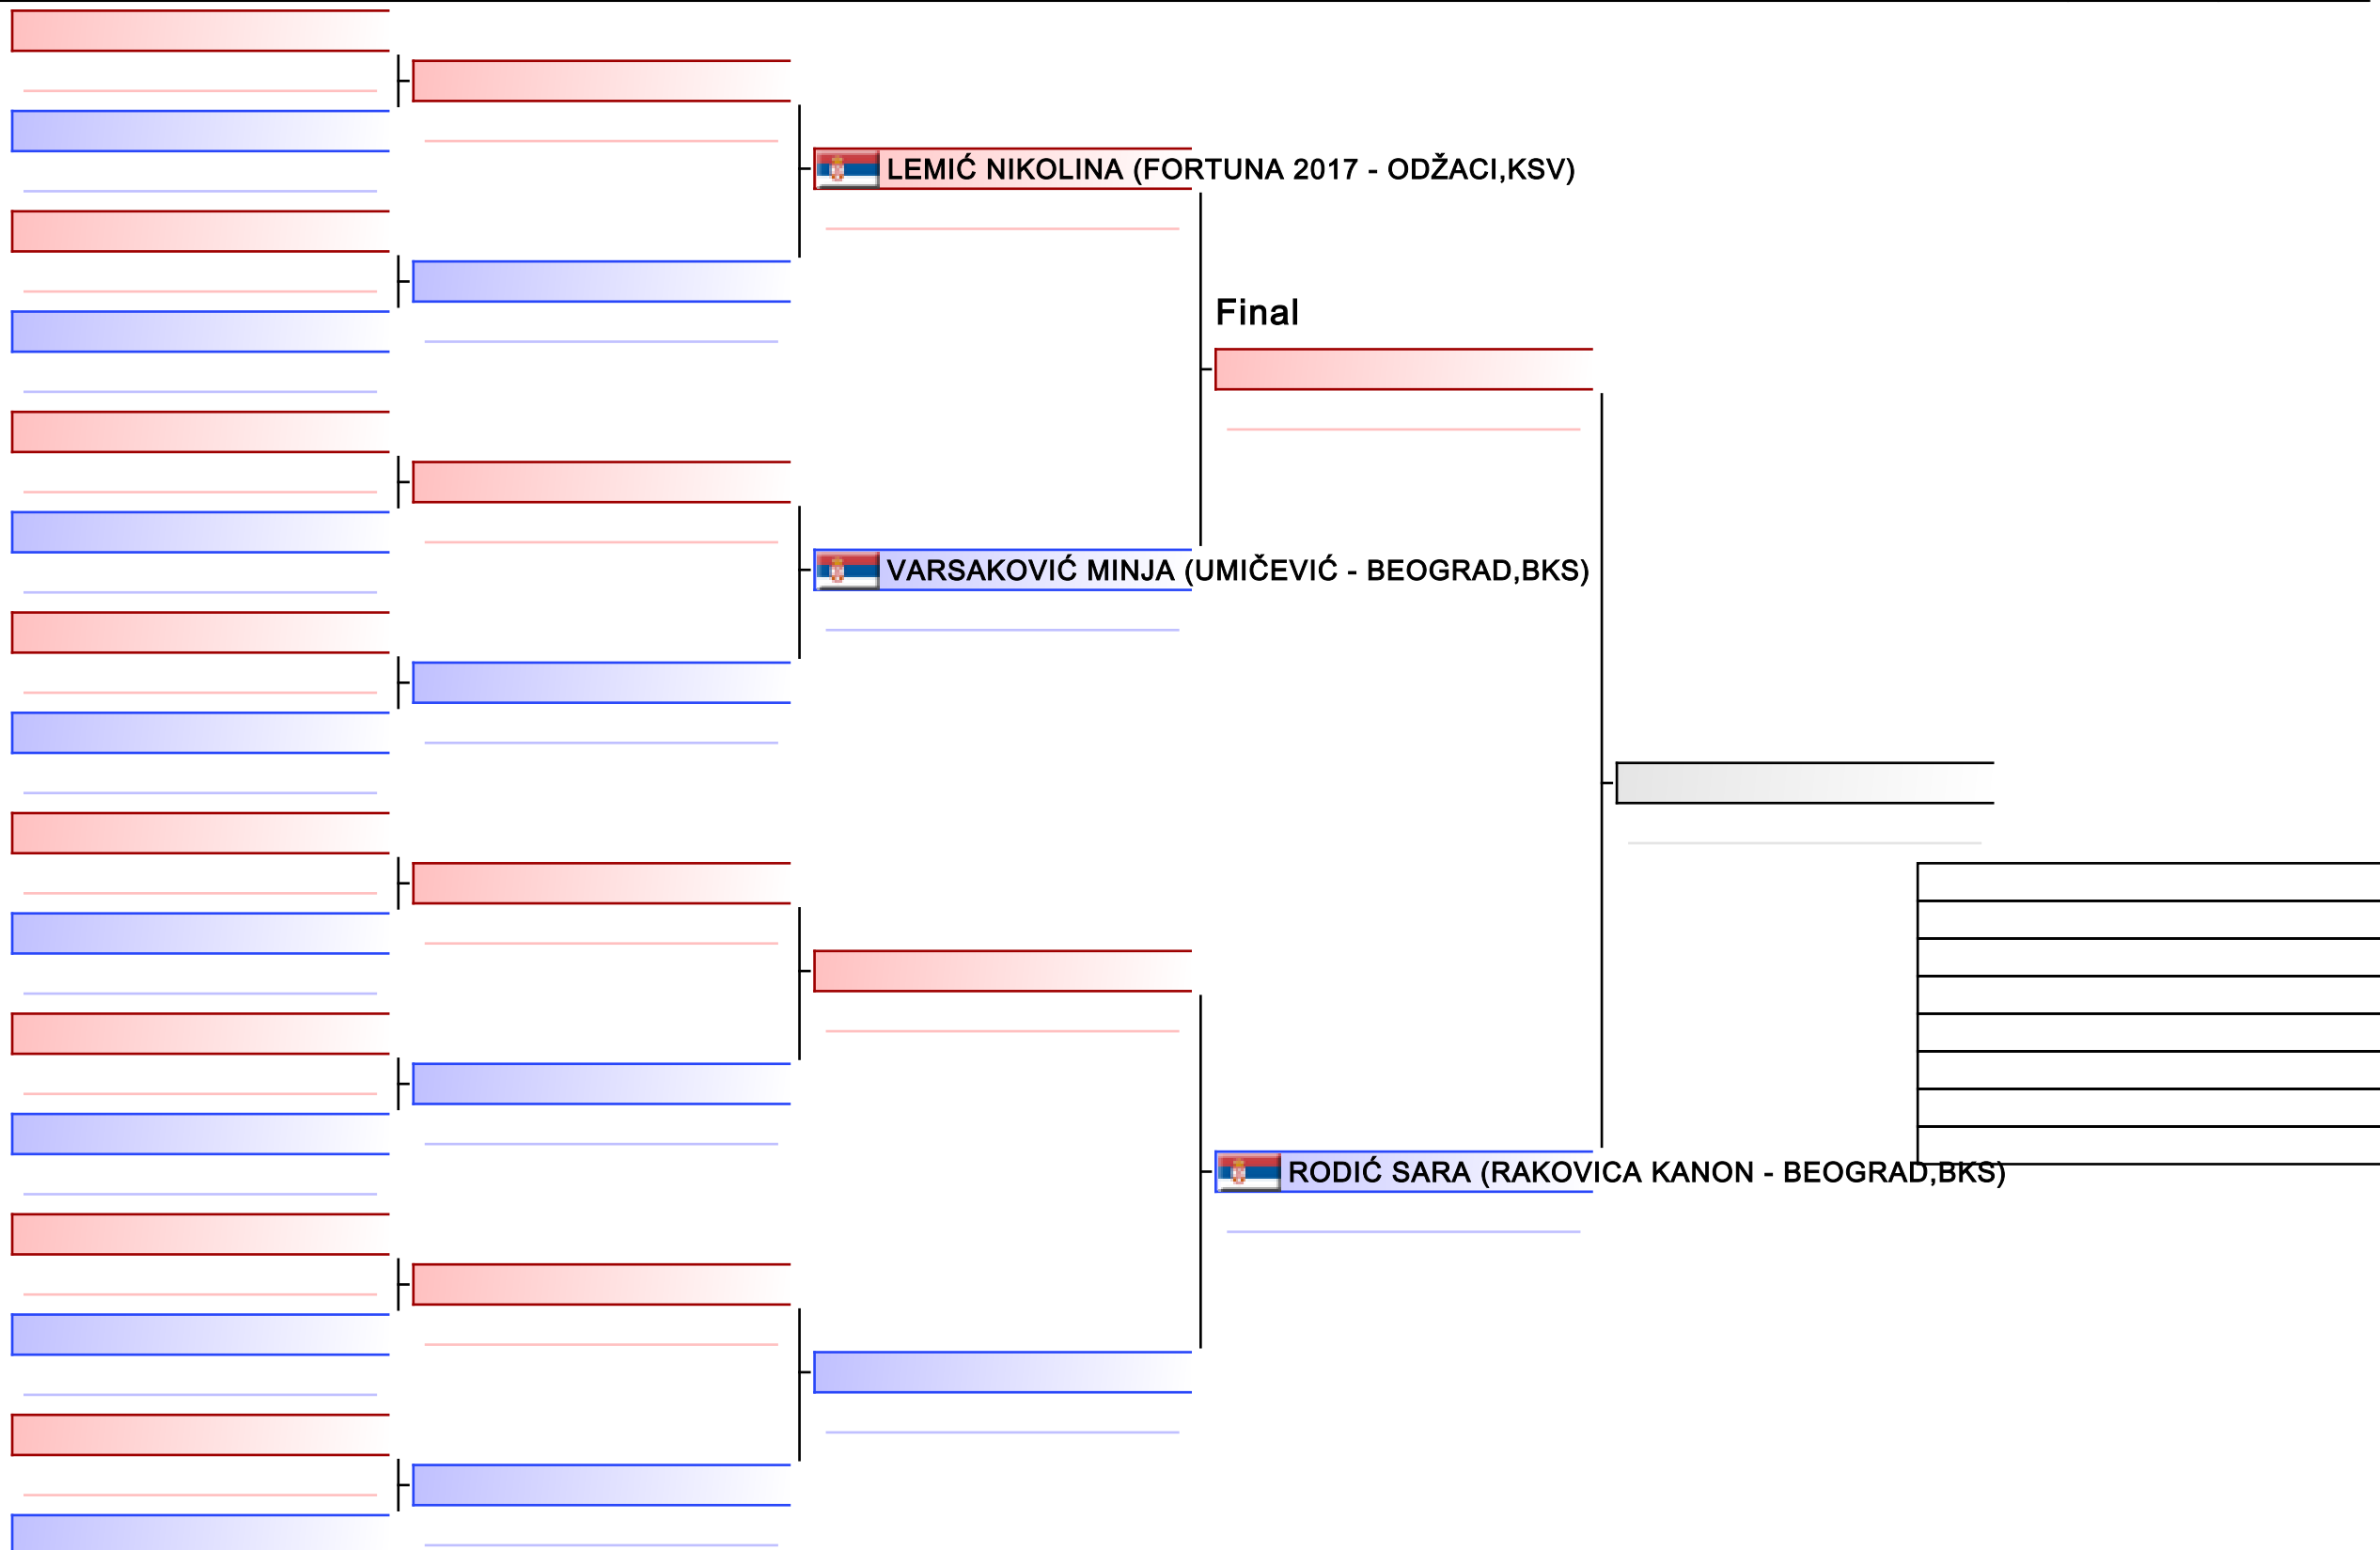 LEMIĆ NIKOLINA (FORTUNA 2017 - ODŽACI,KSV)
Final
VARSAKOVIĆ MINJA (UMIČEVIĆ - BEOGRAD,BKS)
RODIĆ SARA (RAKOVICA KANON - BEOGRAD,BKS)